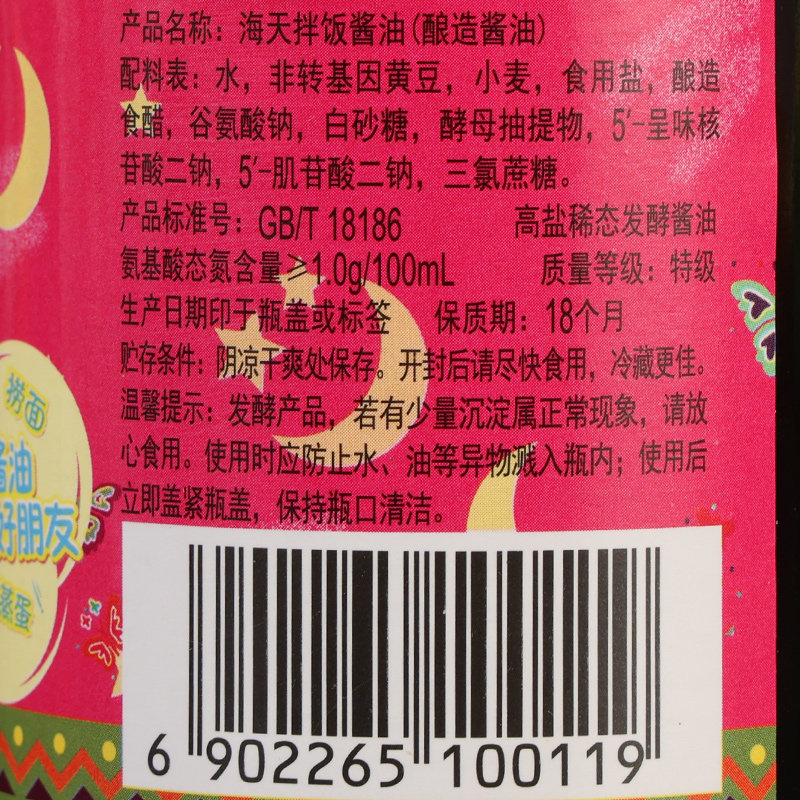 产品名称：海天拌饭酱油(酿造酱油)
配料表：水，非转基因黄豆，小麦，食用盐，酿造
食醋，谷氨酸钠，白砂糖，酵母抽提物，5′-呈味核
苷酸二钠，5′-肌苷酸二钠，三氯蔗糖。
产品标准号：GB/T 18186 高盐稀态发酵酱油
氨基酸态氮含量≥1.0g/100mL 质量等级：特级
生产日期印于瓶盖或标签 保质期：18个月
贮存条件：阴凉干爽处保存。开封后请尽快食用，冷藏更佳。
温馨提示：发酵产品，若有少量沉淀属正常现象，请放
心食用。使用时应防止水、油等异物溅入瓶内；使用后
立即盖紧瓶盖，保持瓶口清洁。
捞面
酱油
好朋友
蒸蛋
6 902265 100119